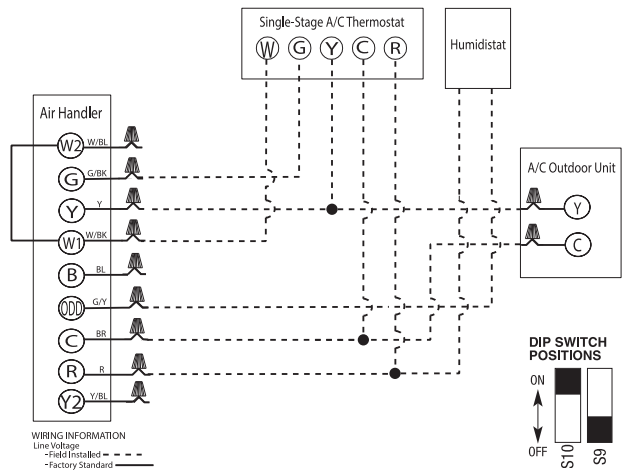 Single-Stage A/C Thermostat
W G Y C R
Humidistat
Air Handler
W2 W/BL
G G/BK
Y Y
W1 W/BK
B BL
ODD G/Y
C BR
R R
Y2 Y/BL
A/C Outdoor Unit
Y
C
DIP SWITCH
POSITIONS
ON
OFF
S10 S9
WIRING INFORMATION
Line Voltage
-Field Installed
-Factory Standard